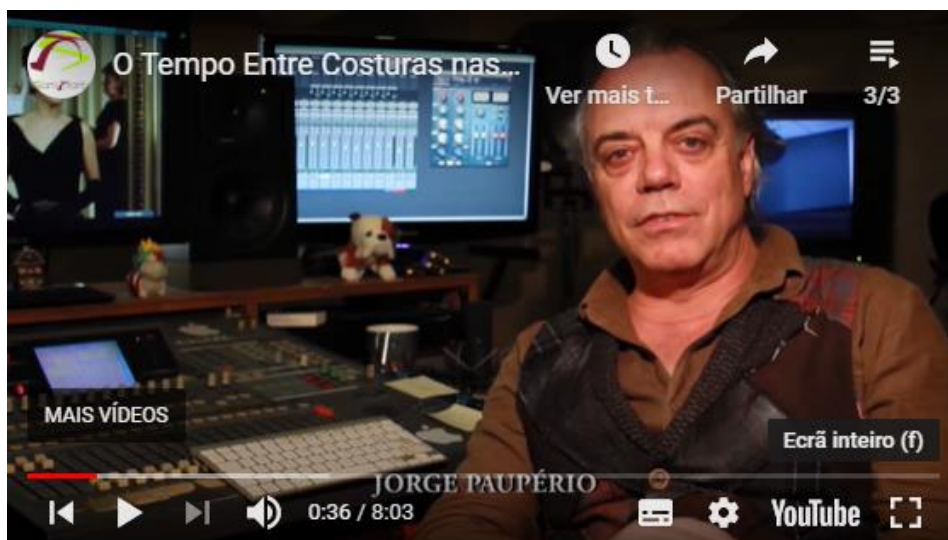 O Tempo Entre Costuras nas...
Ver mais t...
Partilhar
3/3
MAIS VÍDEOS
Ecrã inteiro (f)
JORGE PAUPÉRIO
0:36 / 8:03
YouTube